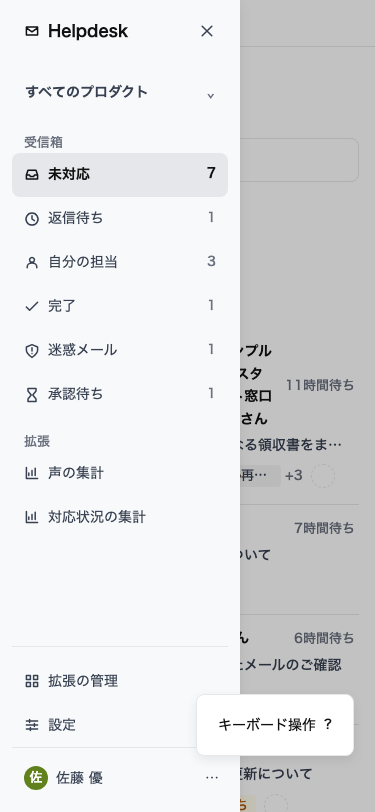 Helpdesk
すべてのプロダクト
受信箱
未対応 7
返信待ち 1
自分の担当 3
完了 1
迷惑メール 1
承認待ち 1
拡張
声の集計
対応状況の集計
拡張の管理
設定
佐 佐藤 優 …
キーボード操作 ?
プル
スタ
窓口 11時間待ち
さん
る領収書をま…
再… +3
7時間待ち
ついて
ん 6時間待ち
メールのご確認
更新について